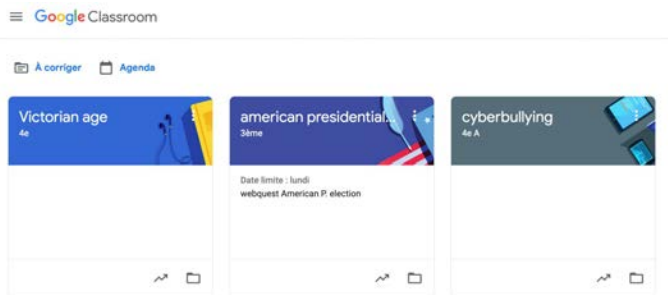 Google Classroom
À corriger Agenda
Victorian age
4e
american presidential...
3ème
Date limite : lundi
webquest American P. election
cyberbullying
4e A